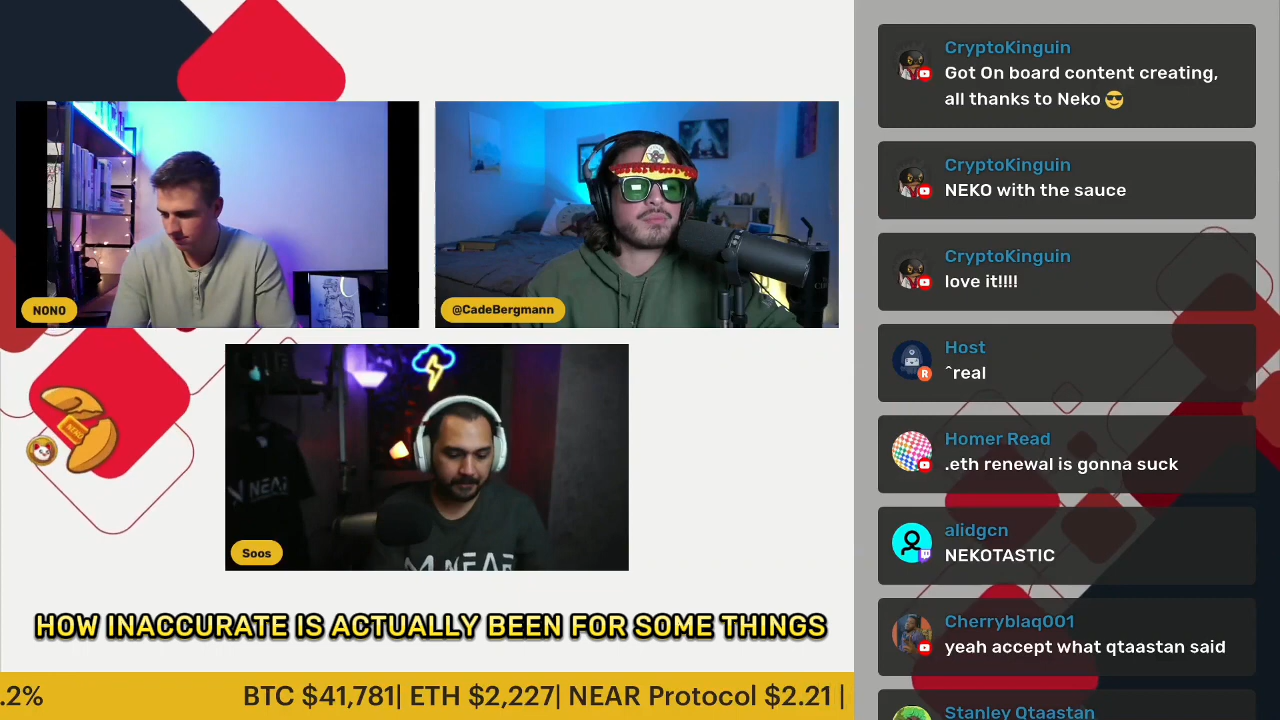 NONO
@CadeBergmann
NEAR
NEAR
NEKO
Soos
HOW INACCURATE IS ACTUALLY BEEN FOR SOME THINGS
.2%
BTC $41,781| ETH $2,227| NEAR Protocol $2.21 |
CryptoKinguin
Got On board content creating,
all thanks to Neko 😎
CryptoKinguin
NEKO with the sauce
CryptoKinguin
love it!!!!
Host
^real
Homer Read
.eth renewal is gonna suck
alidgcn
NEKOTASTIC
Cherryblaq001
yeah accept what qtaastan said
Stanley Qtaastan